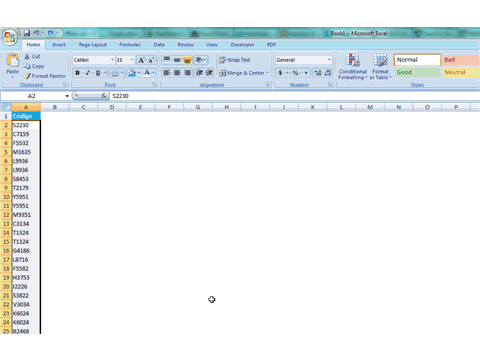 Book1 - Microsoft Excel
Home Insert Page Layout Formulas Data Review View Developer PDF
Paste
Cut
Copy
Format Painter
Clipboard
Calibri 11
B I U
Font
Wrap Text
Merge & Center
Alignment
General
$ % ,
Number
Conditional Formatting
Format as Table
Normal Bad
Good Neutral
Styles
A2 fx S2230
A B C D E F G H I J K L M N O P
1 Código
2 S2230
3 C7159
4 F5532
5 M1635
6 L9936
7 L9936
8 S8453
9 T2179
10 Y5951
11 Y5951
12 M9351
13 C3134
14 T1324
15 T1324
16 G4186
17 L8716
18 F5582
19 H3753
20 I2226
21 S3822
22 V3034
23 K6024
24 K6024
25 B2468